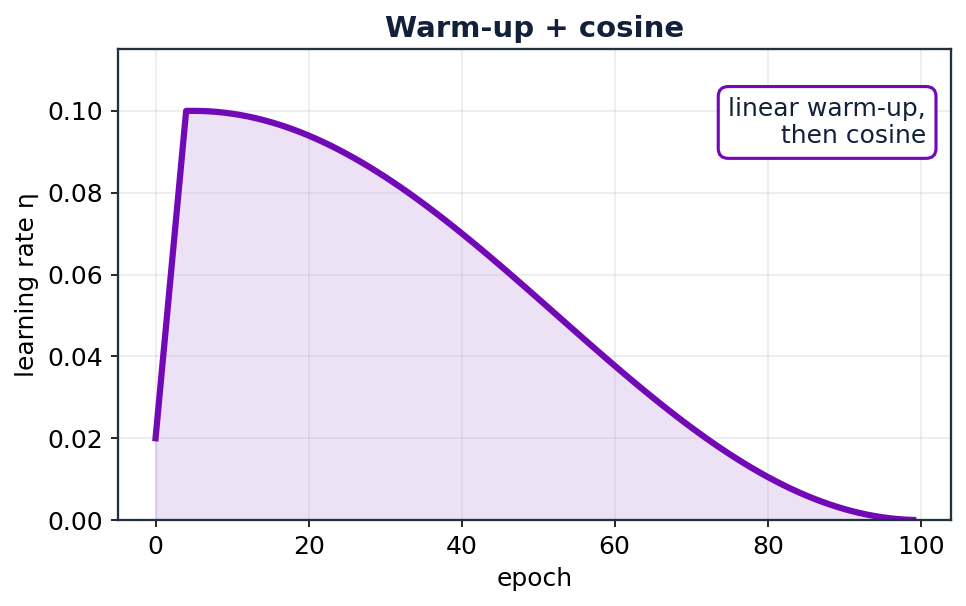 Warm-up + cosine
linear warm-up,
then cosine
learning rate η
0.10
0.08
0.06
0.04
0.02
0.00
0
20
40
60
80
100
epoch